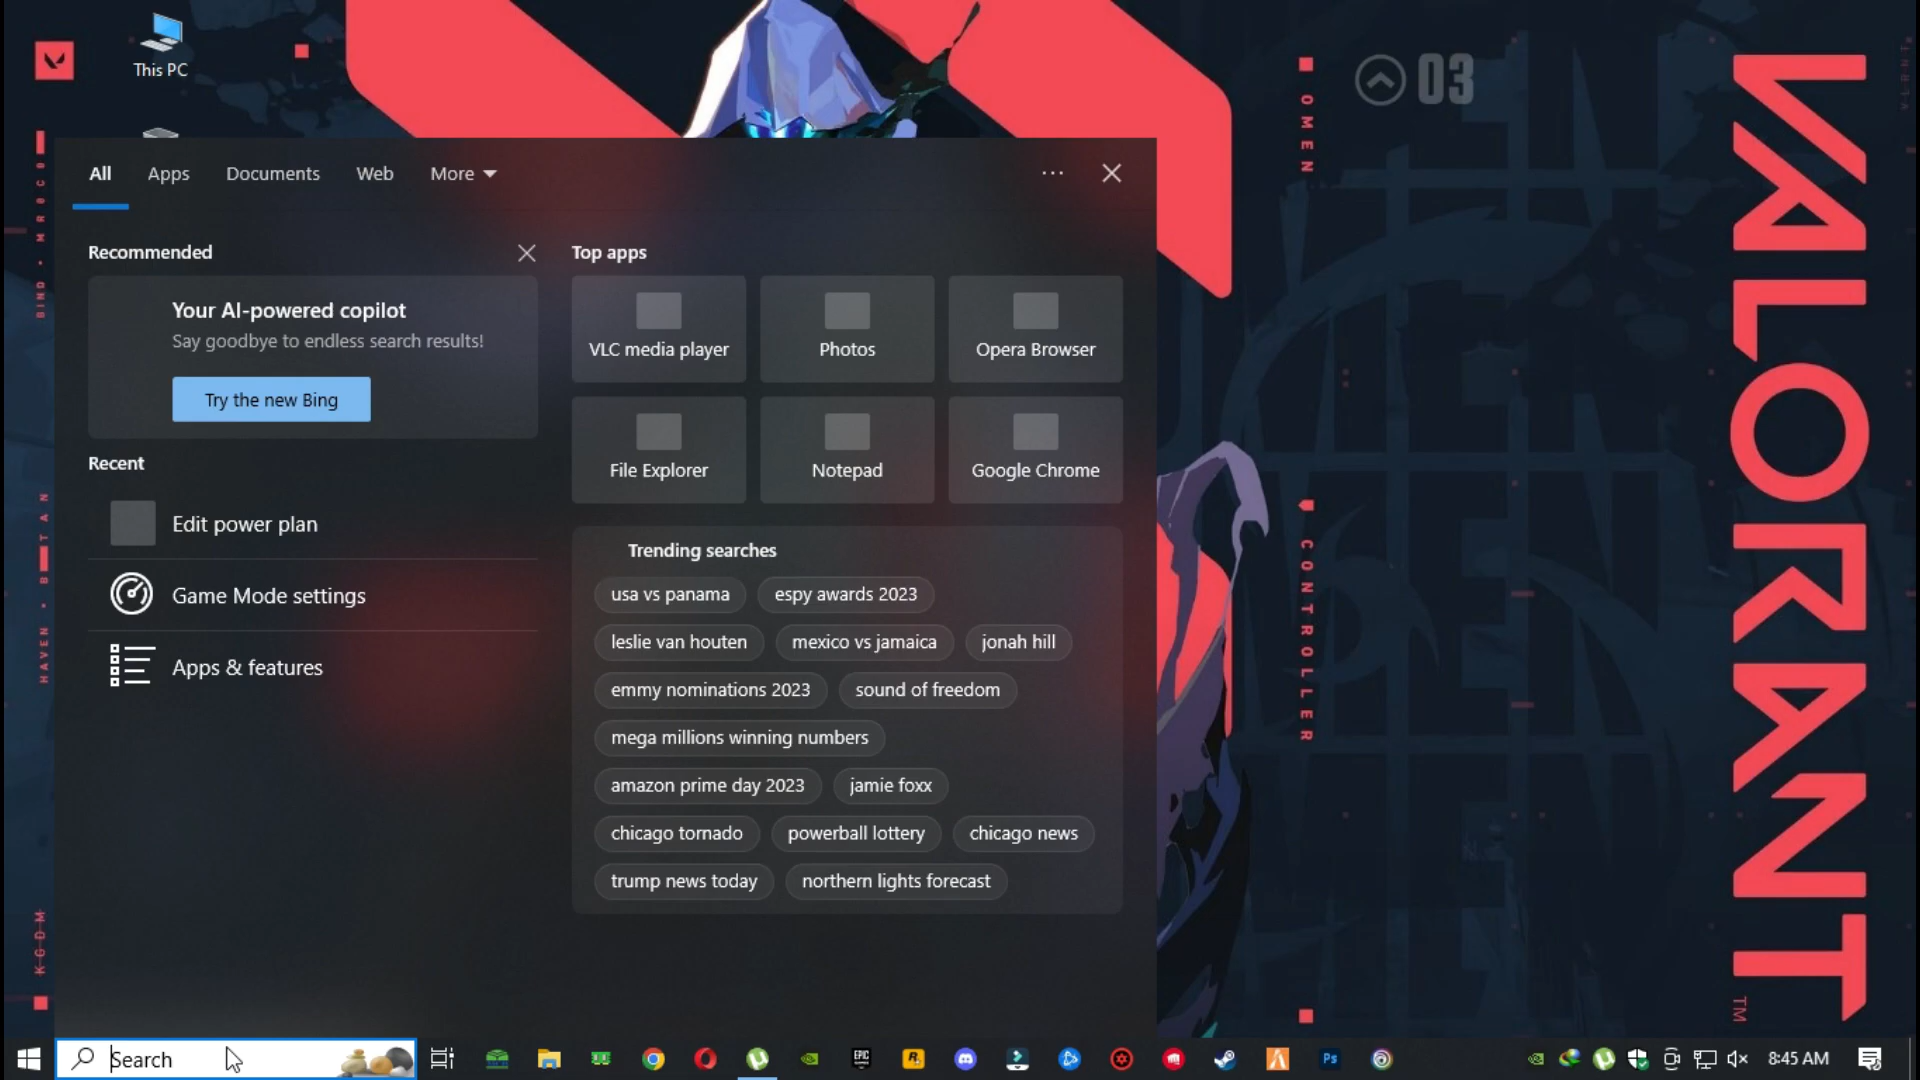 This PC
03
OMEN
CONTROLLER
VALORANT
TM
HAVEN
BIND
KGDM
All
Apps
Documents
Web
More
Recommended
Your AI-powered copilot
Say goodbye to endless search results!
Try the new Bing
Recent
Edit power plan
Game Mode settings
Apps & features
Top apps
VLC media player
Photos
Opera Browser
File Explorer
Notepad
Google Chrome
Trending searches
usa vs panama
espy awards 2023
leslie van houten
mexico vs jamaica
jonah hill
emmy nominations 2023
sound of freedom
mega millions winning numbers
amazon prime day 2023
jamie foxx
chicago tornado
powerball lottery
chicago news
trump news today
northern lights forecast
Search
EPIC
R
Ps
8:45 AM